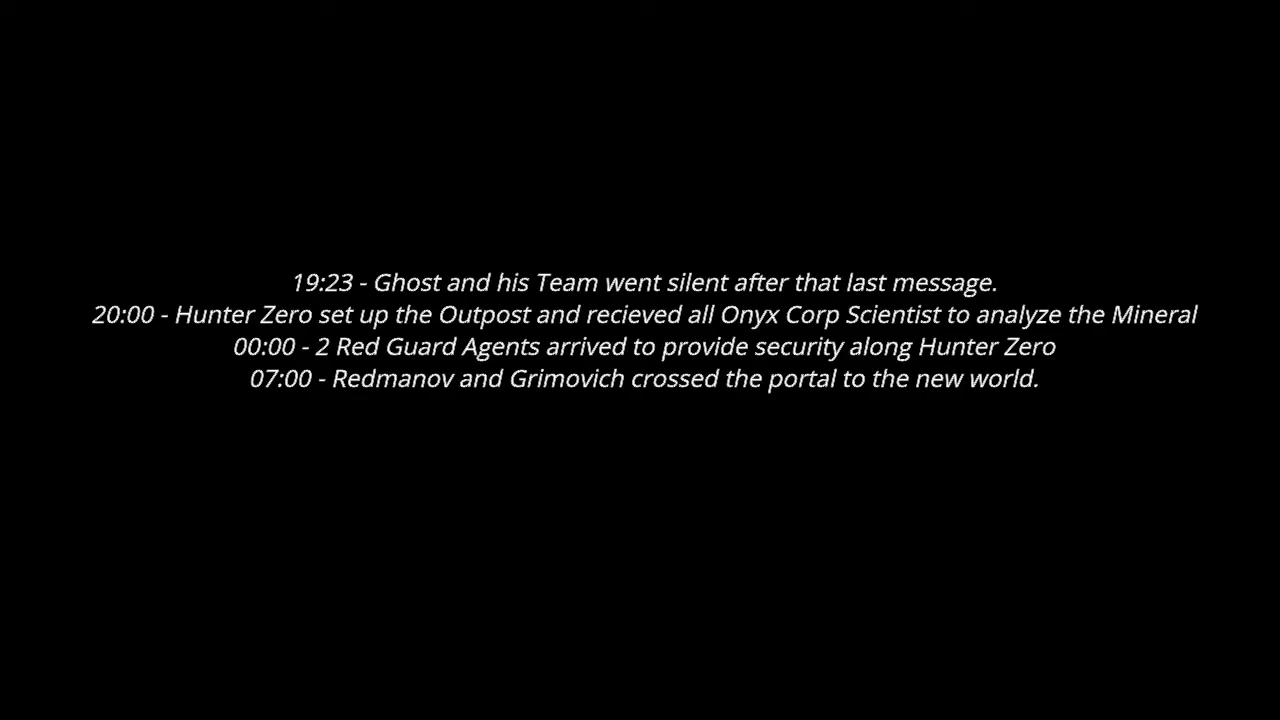 19:23 - Ghost and his Team went silent after that last message.
20:00 - Hunter Zero set up the Outpost and recieved all Onyx Corp Scientist to analyze the Mineral
00:00 - 2 Red Guard Agents arrived to provide security along Hunter Zero
07:00 - Redmanov and Grimovich crossed the portal to the new world.